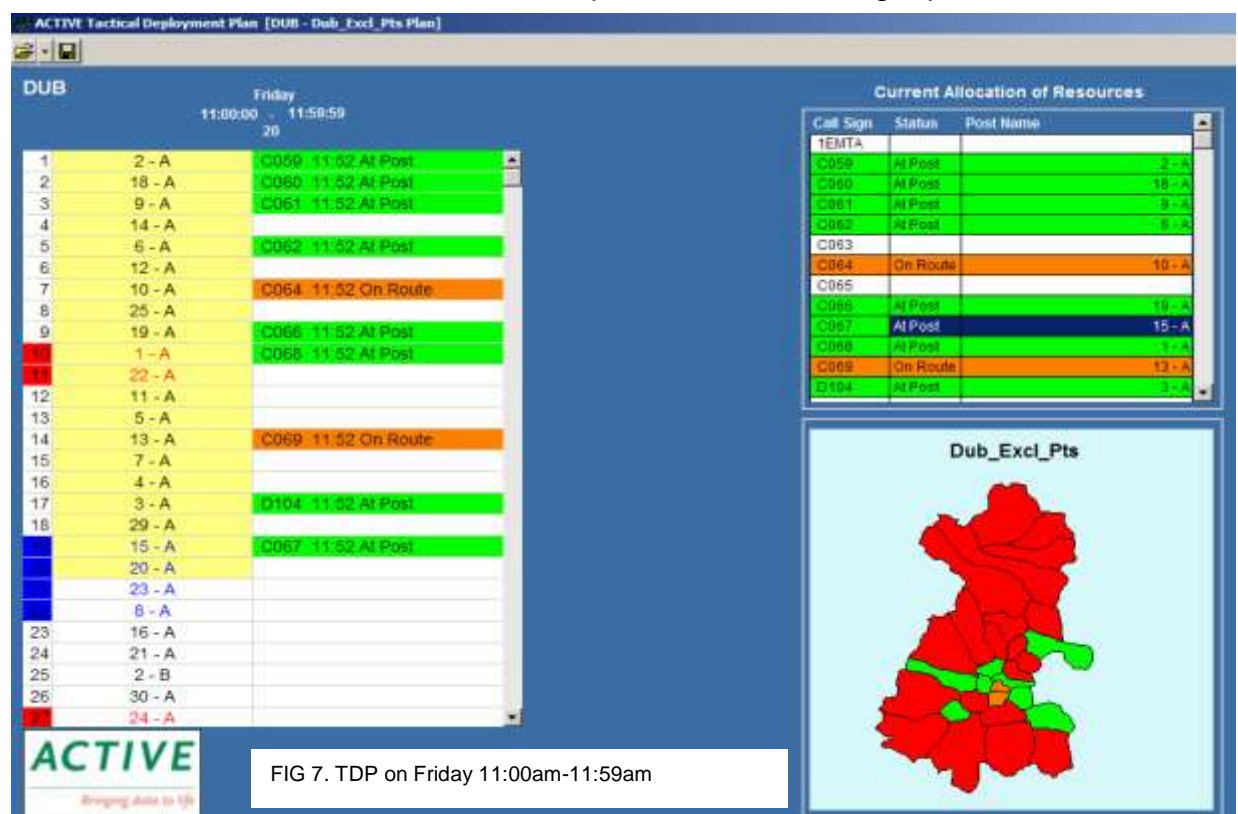 ACTIVE Tactical Deployment Plan [DUB - Dub_Excl_Pts Plan]
DUB
Friday
11:00:00 - 11:59:59
20
1 2 - A C059 11:52 At Post
2 18 - A C060 11:52 At Post
3 9 - A C061 11:52 At Post
4 14 - A
5 6 - A C062 11:52 At Post
6 12 - A
7 10 - A C064 11:52 On Route
8 25 - A
9 19 - A C066 11:52 At Post
10 1 - A C068 11:52 At Post
11 22 - A
12 11 - A
13 5 - A
14 13 - A C069 11:52 On Route
15 7 - A
16 4 - A
17 3 - A D104 11:52 At Post
18 29 - A
15 - A C067 11:52 At Post
20 - A
23 - A
8 - A
23 16 - A
24 21 - A
25 2 - B
26 30 - A
27 24 - A
Current Allocation of Resources
Call Sign Status Post Name
1EMTA
C059 At Post 2 - A
C060 At Post 18 - A
C061 At Post 9 - A
C062 At Post 6 - A
C063
C064 On Route 10 - A
C065
C066 At Post 19 - A
C067 At Post 15 - A
C068 At Post 1 - A
C069 On Route 13 - A
D104 At Post 3 - A
Dub_Excl_Pts
ACTIVE
Bringing data to life
FIG 7. TDP on Friday 11:00am-11:59am